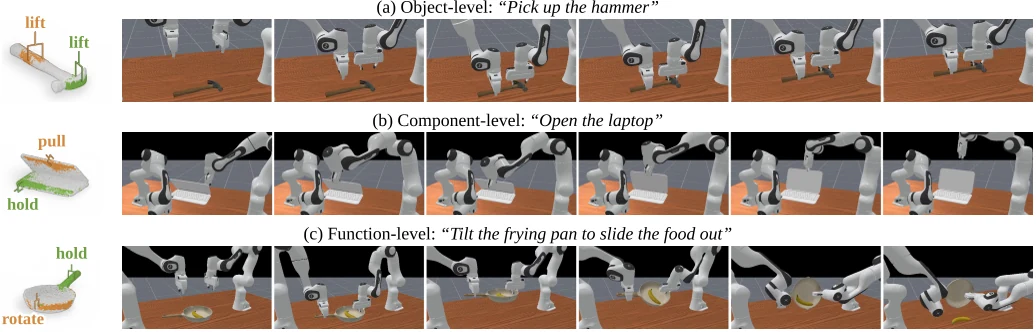 (a) Object-level: “Pick up the hammer”
lift
lift
(b) Component-level: “Open the laptop”
pull
hold
(c) Function-level: “Tilt the frying pan to slide the food out”
hold
rotate